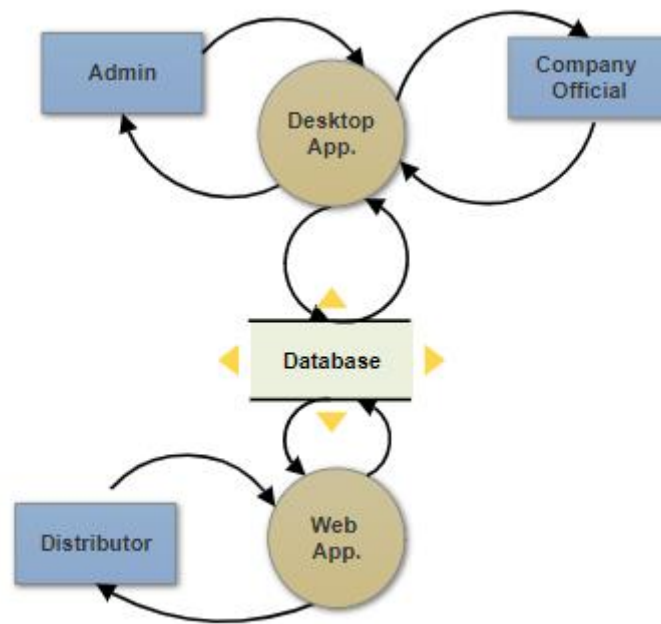 Admin
Company
Official
Desktop
App.
Database
Distributor
Web
App.